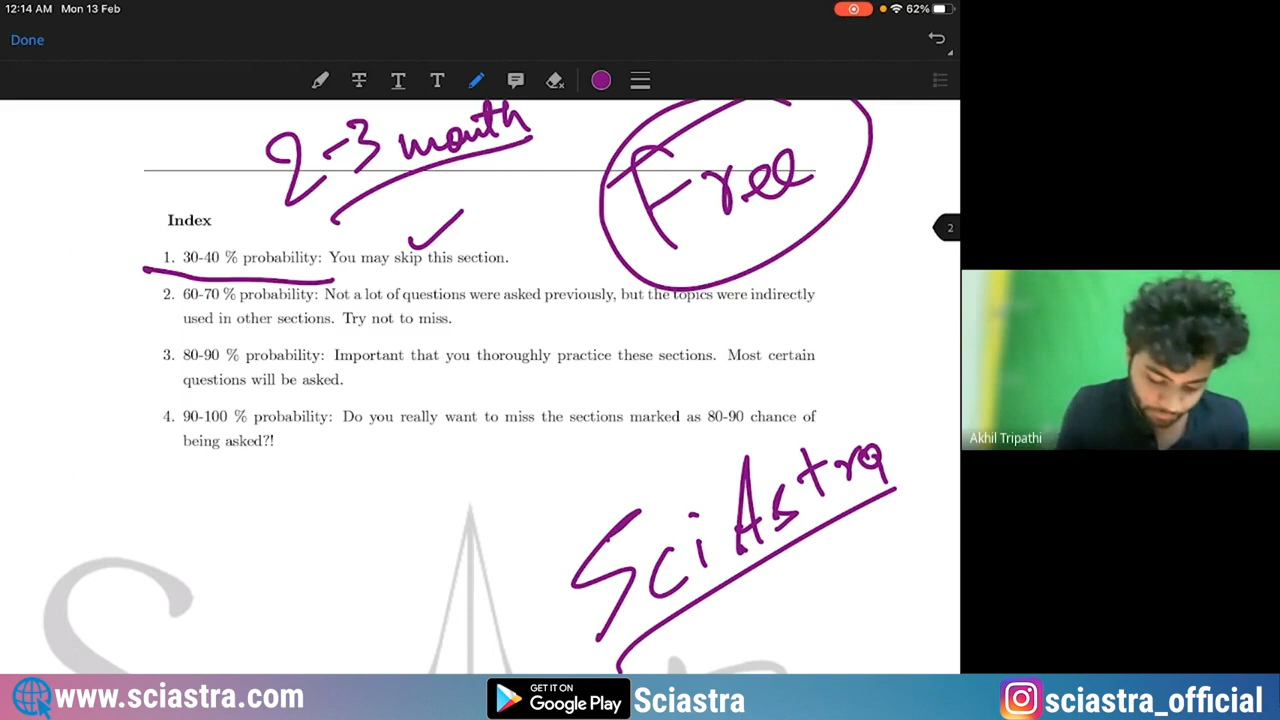 12:14 AM Mon 13 Feb
62%
Done
T T T
2-3 month
Free
Index
2
1. 30-40 % probability: You may skip this section.
2. 60-70 % probability: Not a lot of questions were asked previously, but the topics were indirectly
used in other sections. Try not to miss.
3. 80-90 % probability: Important that you thoroughly practice these sections. Most certain
questions will be asked.
4. 90-100 % probability: Do you really want to miss the sections marked as 80-90 chance of
being asked?!
Akhil Tripathi
SciAstra
www.sciastra.com
GET IT ON
Google Play
Sciastra
sciastra_official